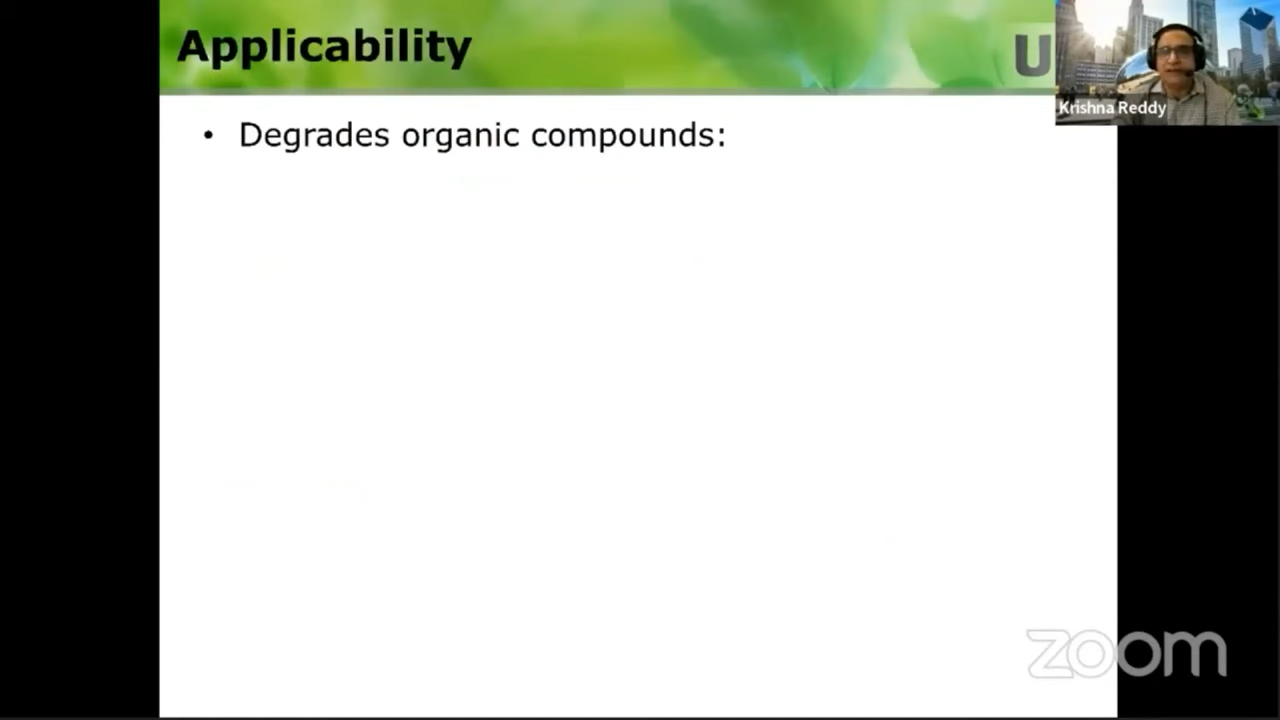 Applicability
U
Krishna Reddy
• Degrades organic compounds:
zoom